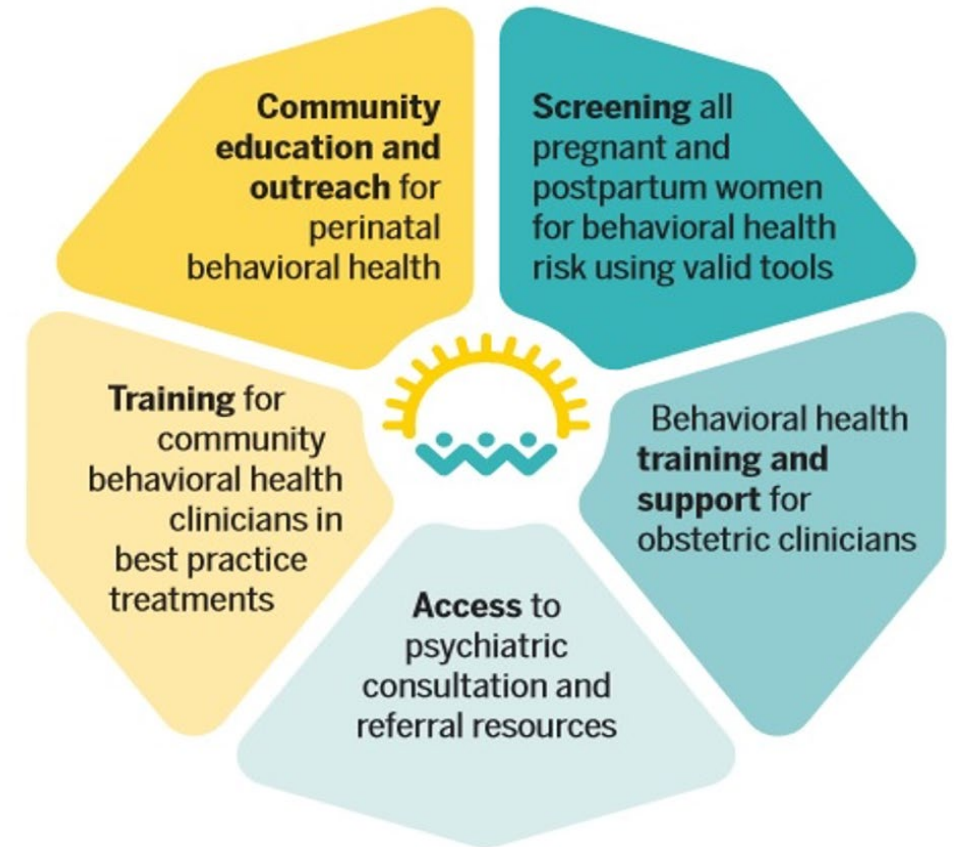 Community
education and
outreach for
perinatal
behavioral health
Screening all
pregnant and
postpartum women
for behavioral health
risk using valid tools
Behavioral health
training and
support for
obstetric clinicians
Access to
psychiatric
consultation and
referral resources
Training for
community
behavioral health
clinicians in
best practice
treatments